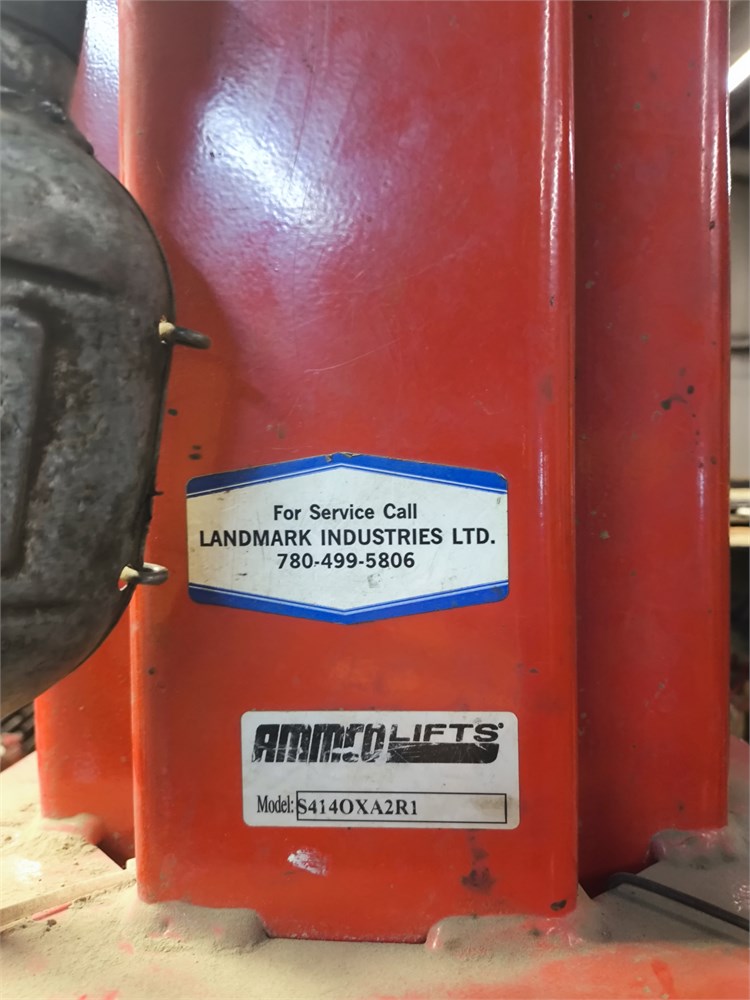 For Service Call
LANDMARK INDUSTRIES LTD.
780-499-5806
AMMCO LIFTS
Model: S414OXA2R1